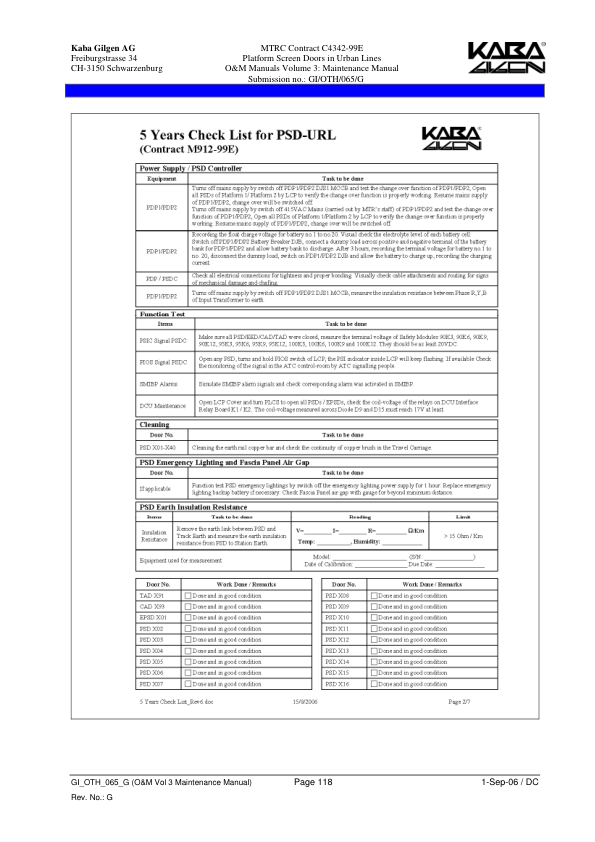 Kaba Gilgen AG
Freiburgstrasse 34
CH-3150 Schwarzenburg
MTRC Contract C4342-99E
Platform Screen Doors in Urban Lines
O&M Manuals Volume 3: Maintenance Manual
Submission no.: GI/OTH/065/G
KABA
GILGEN
5 Years Check List for PSD-URL
(Contract M912-99E)
KABA
GILGEN
Power Supply / PSD Controller
Equipment Task to be done
PDP1/PDP2
Turns off mains supply by switch off PDP1/PDP2 DJS1 MCCB and test the change over function of PDP1/PDP2, Open
all PSDs of Platform 1/ Platform 2 by LCP to verify the change over function is properly working. Resume mains supply
of PDP1/PDP2, change over will be switched off.
Turns off mains supply by switch off 415VAC Mains (carried out by MTR's staff) of PDP1/PDP2 and test the change over
function of PDP1/PDP2, Open all PSDs of Platform 1/Platform 2 by LCP to verify the change over function is properly
working. Resume mains supply of PDP1/PDP2, change over will be switched off.
PDP1/PDP2
Recording the float charge voltage for battery no.1 to no.20. Visual check the electrolyte level of each battery cell.
Switch off PDP1/PDP2 Battery Breaker DJB, connect a dummy load across positive and negative terminal of the battery
bank for PDP1/PDP2 and allow battery bank to discharge. After 3 hours, recording the terminal voltage for battery no.1 to
no. 20, disconnect the dummy load, switch on PDP1/PDP2 DJB and allow the battery to charge up, recording the charging
current.
PDP / PSDC
Check all electrical connections for tightness and proper bonding. Visually check cable attachments and routing for signs
of mechanical damage and chafing.
PDP1/PDP2
Turns off mains supply by switch off PDP1/PDP2 DJS1 MCCB, measure the insulation resistance between Phase R,Y,B
of Input Transformer to earth
Function Test
Items Task to be done
PSIC Signal PSDC
Make sure all PSD/EED/CAD/TAD were closed, measure the terminal voltage of Safety Modules 90K3, 90K6, 90K9,
90K12, 95K3, 95K6, 95K9, 95K12, 100K3, 100K6, 100K9 and 100K12. They should be at least 20VDC.
PIOS Signal PSDC
Open any PSD, turns and hold PIOS switch of LCP, the PSI indicator inside LCP will keep flashing. If available Check
the monitoring of the signal in the ATC control-room by ATC signalling people.
SMIBP Alarms Simulate SMIBP alarm signals and check corresponding alarm was activated in SMIBP.
DCU Maintenance
Open LCP Cover and turn PLCS to open all PSDs / EPSDs, check the coil-voltage of the relays on DCU Interface
Relay Board K1 / K2. The coil-voltage measured across Diode D9 and D15 must reach 17V at least.
Cleaning
Door No. Task to be done
PSD X01-X40 Cleaning the earth rail copper bar and check the continuity of copper brush in the Travel Carriage.
PSD Emergency Lighting and Fascia Panel Air Gap
Door No. Task to be done
If applicable
Function test PSD emergency lightings by switch off the emergency lighting power supply for 1 hour. Replace emergency
lighting backup battery if necessary. Check Fascia Panel air gap with gauge for beyond minimum distance.
PSD Earth Insulation Resistance
Items Task to be done Reading Limit
Insulation
Resistance
Remove the earth link between PSD and
Track Earth and measure the earth insulation
resistance from PSD to Station Earth
V=________ I=________ R=________ Ω/Km
Temp: ________, Humidity: __________
> 15 Ohm / Km
Equipment used for measurement
Model: ____________________ (S/N: ____________)
Date of Calibration: ______________ Due Date: ______________
Door No. Work Done / Remarks Door No. Work Done / Remarks
TAD X91 ☐ Done and in good condition PSD X08 ☐ Done and in good condition
CAD X93 ☐ Done and in good condition PSD X09 ☐ Done and in good condition
EPSD X01 ☐ Done and in good condition PSD X10 ☐ Done and in good condition
PSD X02 ☐ Done and in good condition PSD X11 ☐ Done and in good condition
PSD X03 ☐ Done and in good condition PSD X12 ☐ Done and in good condition
PSD X04 ☐ Done and in good condition PSD X13 ☐ Done and in good condition
PSD X05 ☐ Done and in good condition PSD X14 ☐ Done and in good condition
PSD X06 ☐ Done and in good condition PSD X15 ☐ Done and in good condition
PSD X07 ☐ Done and in good condition PSD X16 ☐ Done and in good condition
5 Years Check List_Rev6.doc 15/8/2006 Page 2/7
GI_OTH_065_G (O&M Vol 3 Maintenance Manual) Page 118 1-Sep-06 / DC
Rev. No.: G